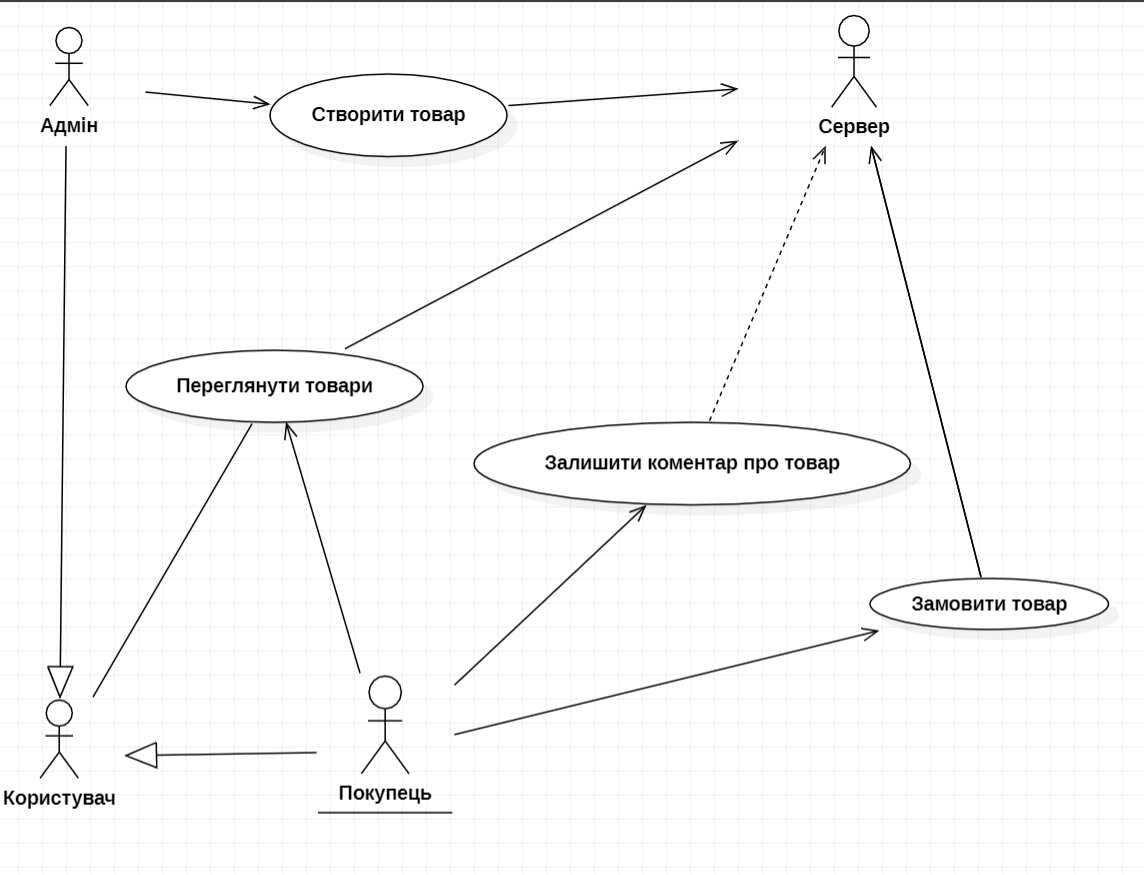 Адмін
Створити товар
Сервер
Переглянути товари
Залишити коментар про товар
Замовити товар
Користувач
Покупець